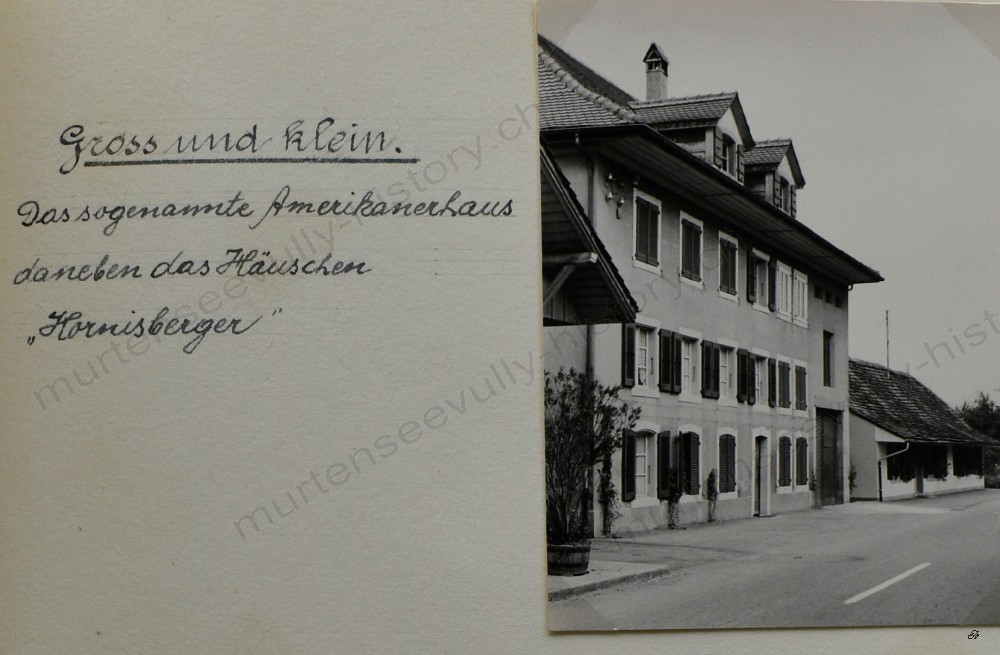 Gross und klein.
Das sogenannte Amerikanerhaus
daneben das Häuschen
„Hornisberger"
murtenseevully-history.ch
murtenseevully-history.ch